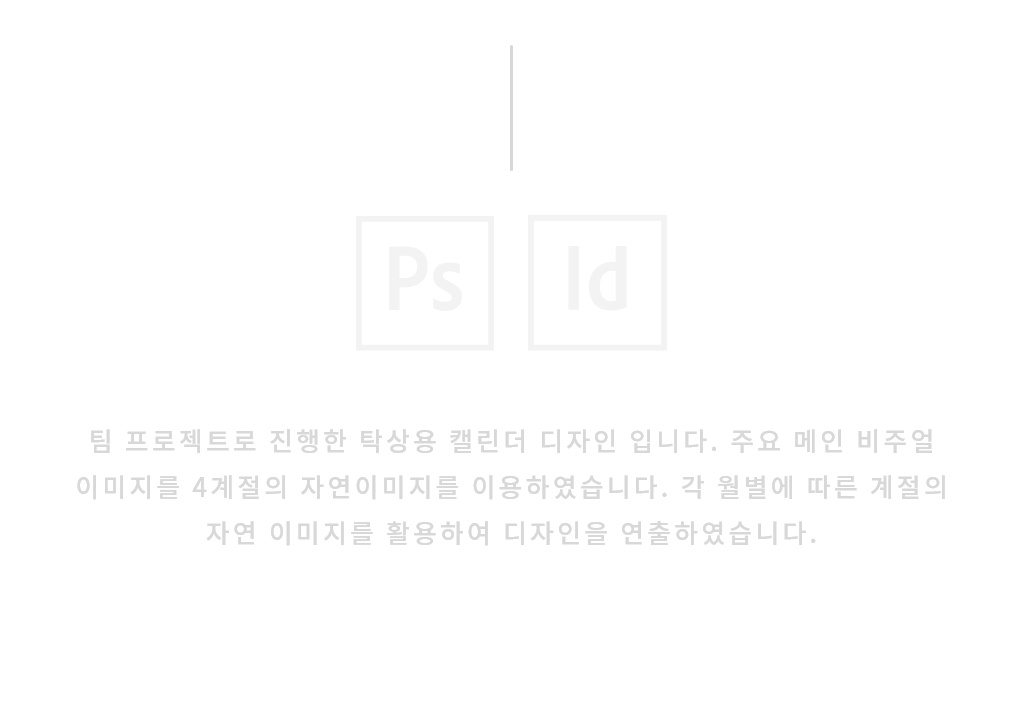 Ps Id
팀 프로젝트로 진행한 탁상용 캘린더 디자인 입니다. 주요 메인 비주얼
이미지를 4계절의 자연이미지를 이용하였습니다. 각 월별에 따른 계절의
자연 이미지를 활용하여 디자인을 연출하였습니다.